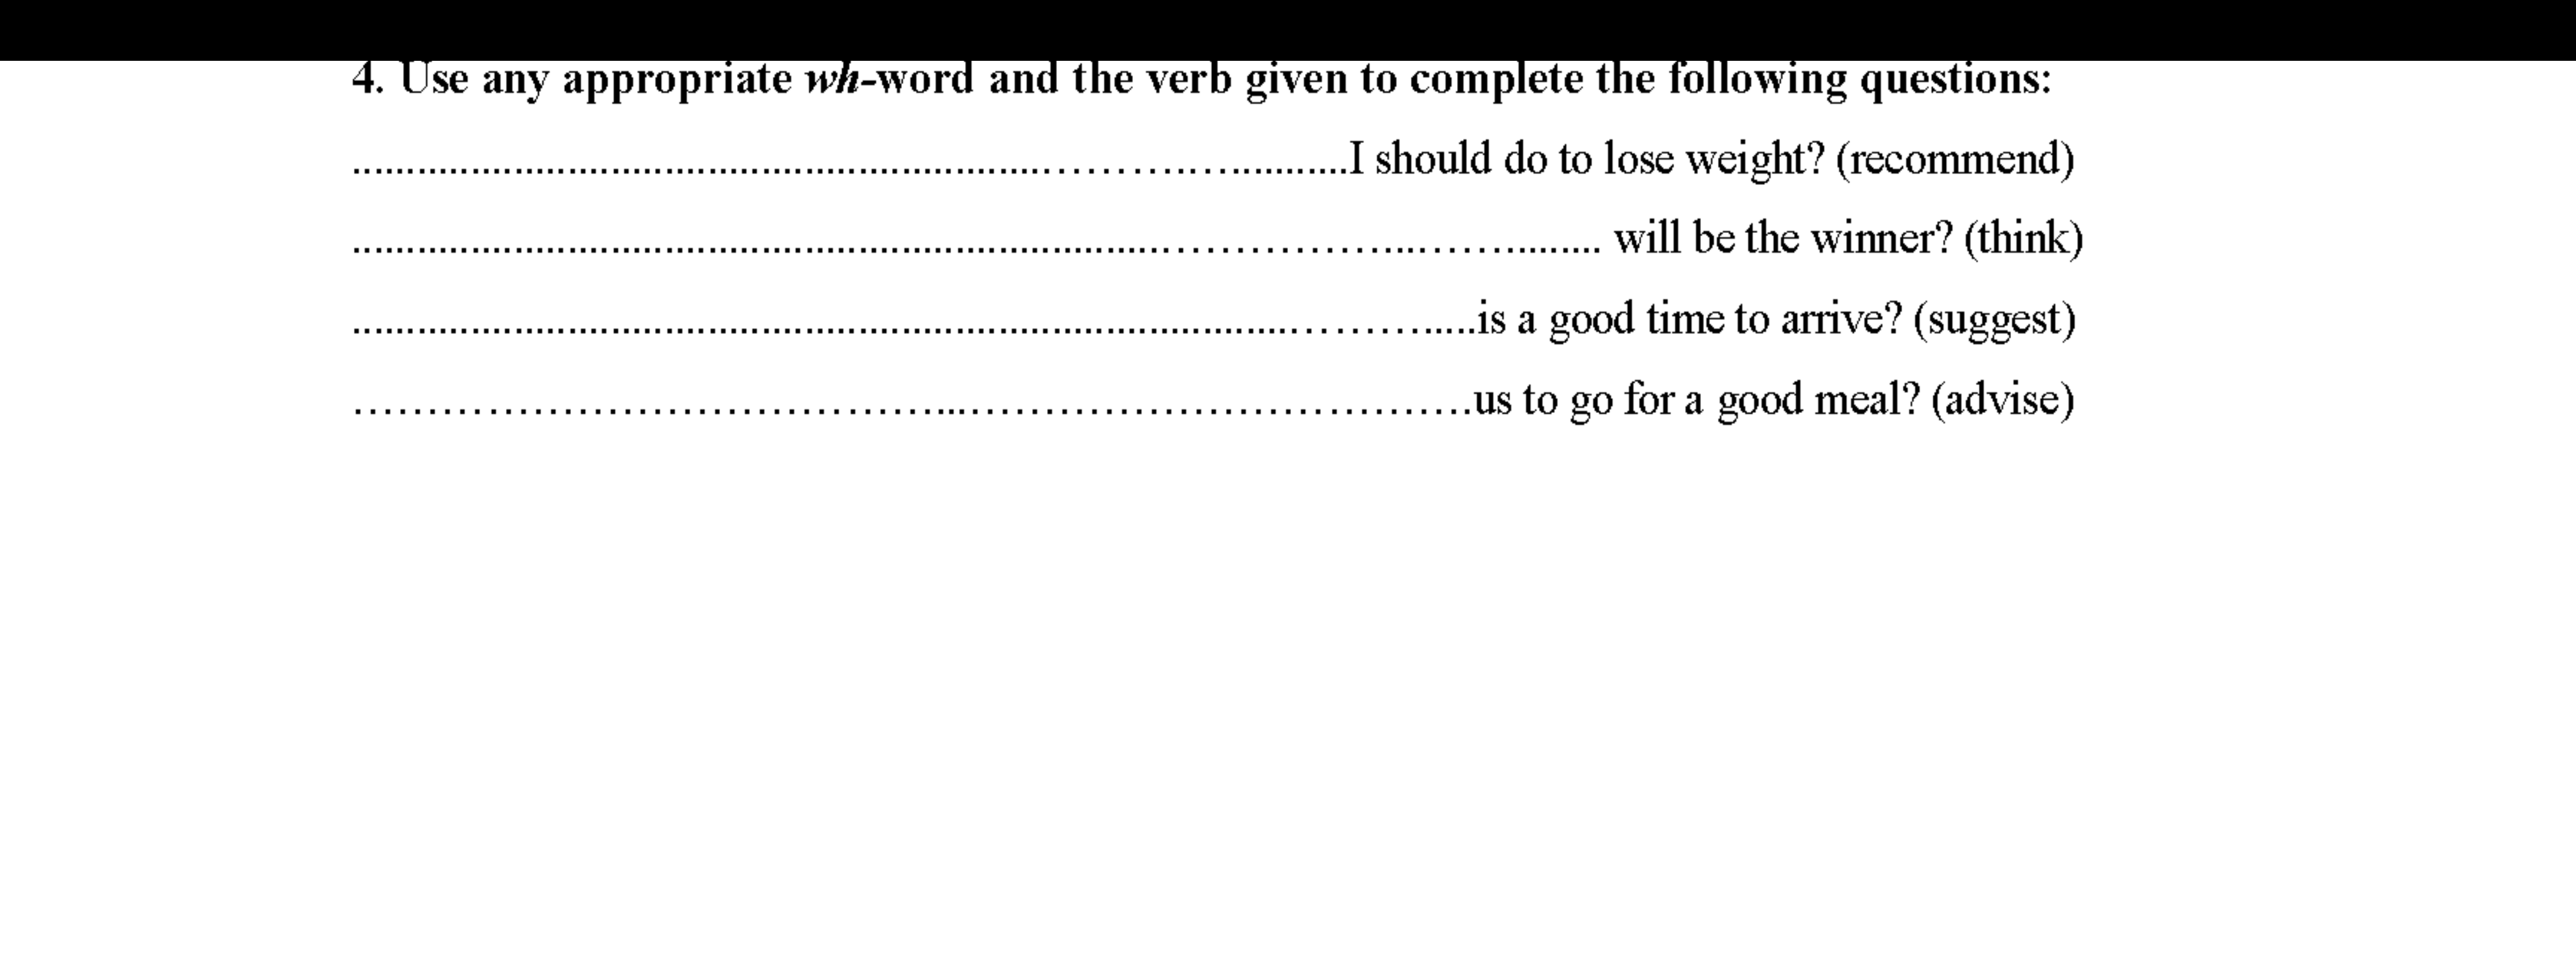 4. Use any appropriate wh-word and the verb given to complete the following questions:
..................................................………..…..........I should do to lose weight? (recommend)
............................................................……………...……........ will be the winner? (think)
......................................................................………......is a good time to arrive? (suggest)
…………………………………...……………………………….us to go for a good meal? (advise)